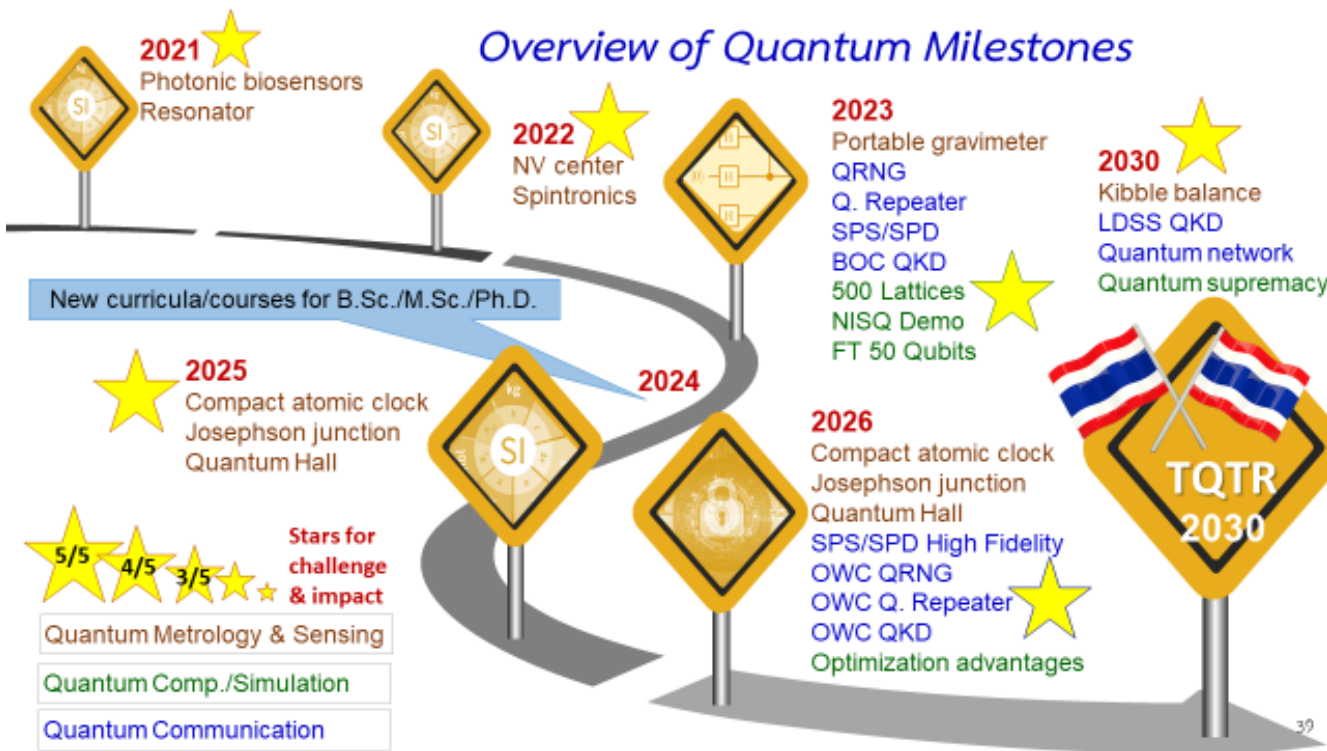 Overview of Quantum Milestones
2021
Photonic biosensors
Resonator
SI
SI
2022
NV center
Spintronics
H
H
H
2023
Portable gravimeter
QRNG
Q. Repeater
SPS/SPD
BOC QKD
500 Lattices
NISQ Demo
FT 50 Qubits
2030
Kibble balance
LDSS QKD
Quantum network
Quantum supremacy
New curricula/courses for B.Sc./M.Sc./Ph.D.
2024
2025
Compact atomic clock
Josephson junction
Quantum Hall
kg
SI
2026
Compact atomic clock
Josephson junction
Quantum Hall
SPS/SPD High Fidelity
OWC QRNG
OWC Q. Repeater
OWC QKD
Optimization advantages
TQTR
2030
5/5
4/5
3/5
Stars for
challenge
& impact
Quantum Metrology & Sensing
Quantum Comp./Simulation
Quantum Communication
39